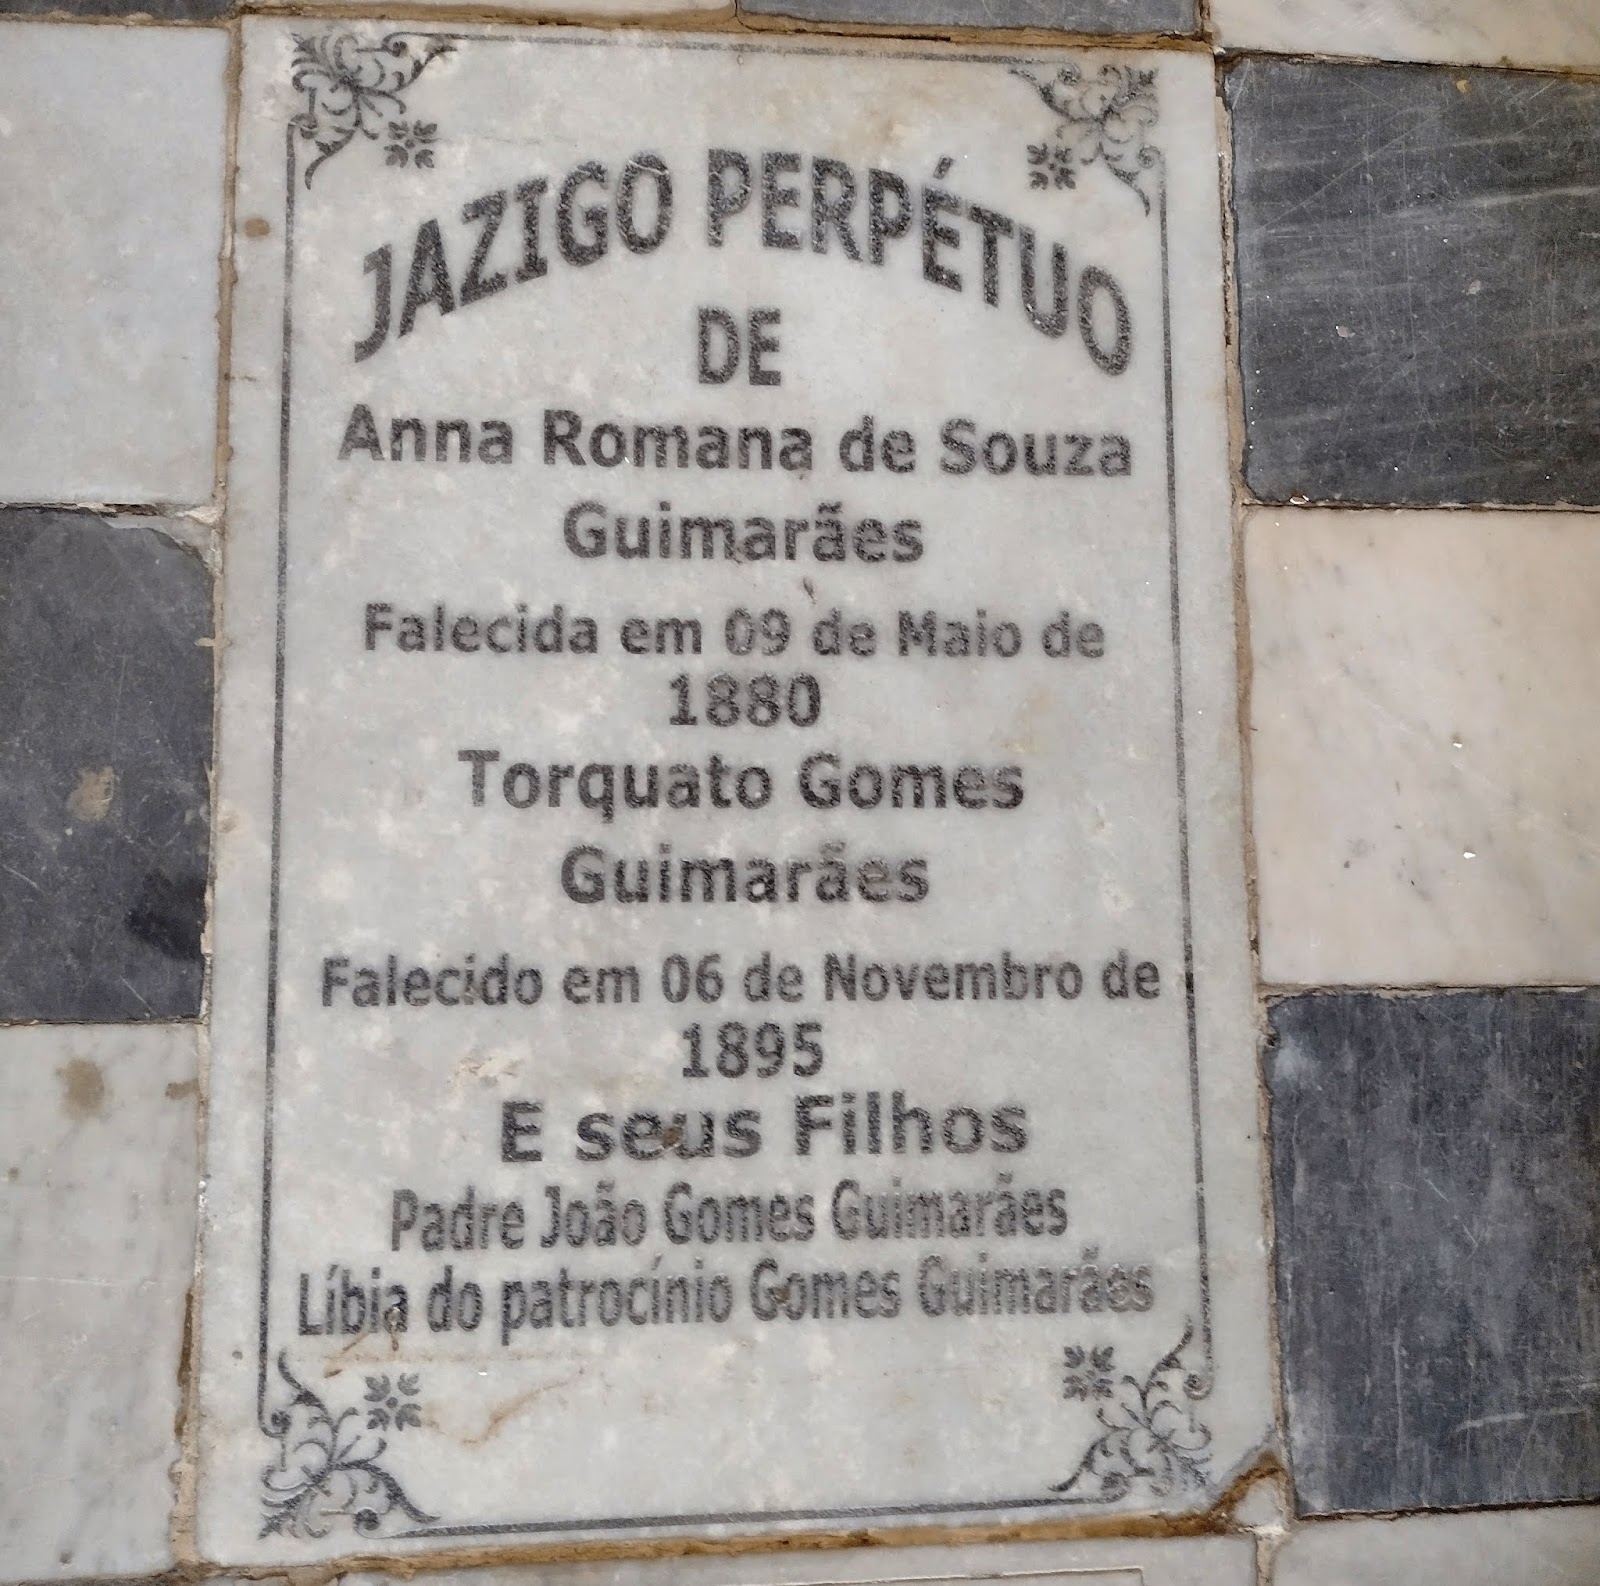 JAZIGO PERPÉTUO
DE
Anna Romana de Souza
Guimarães
Falecida em 09 de Maio de
1880
Torquato Gomes
Guimarães
Falecido em 06 de Novembro de
1895
E seus Filhos
Padre João Gomes Guimarães
Líbia do patrocínio Gomes Guimarães